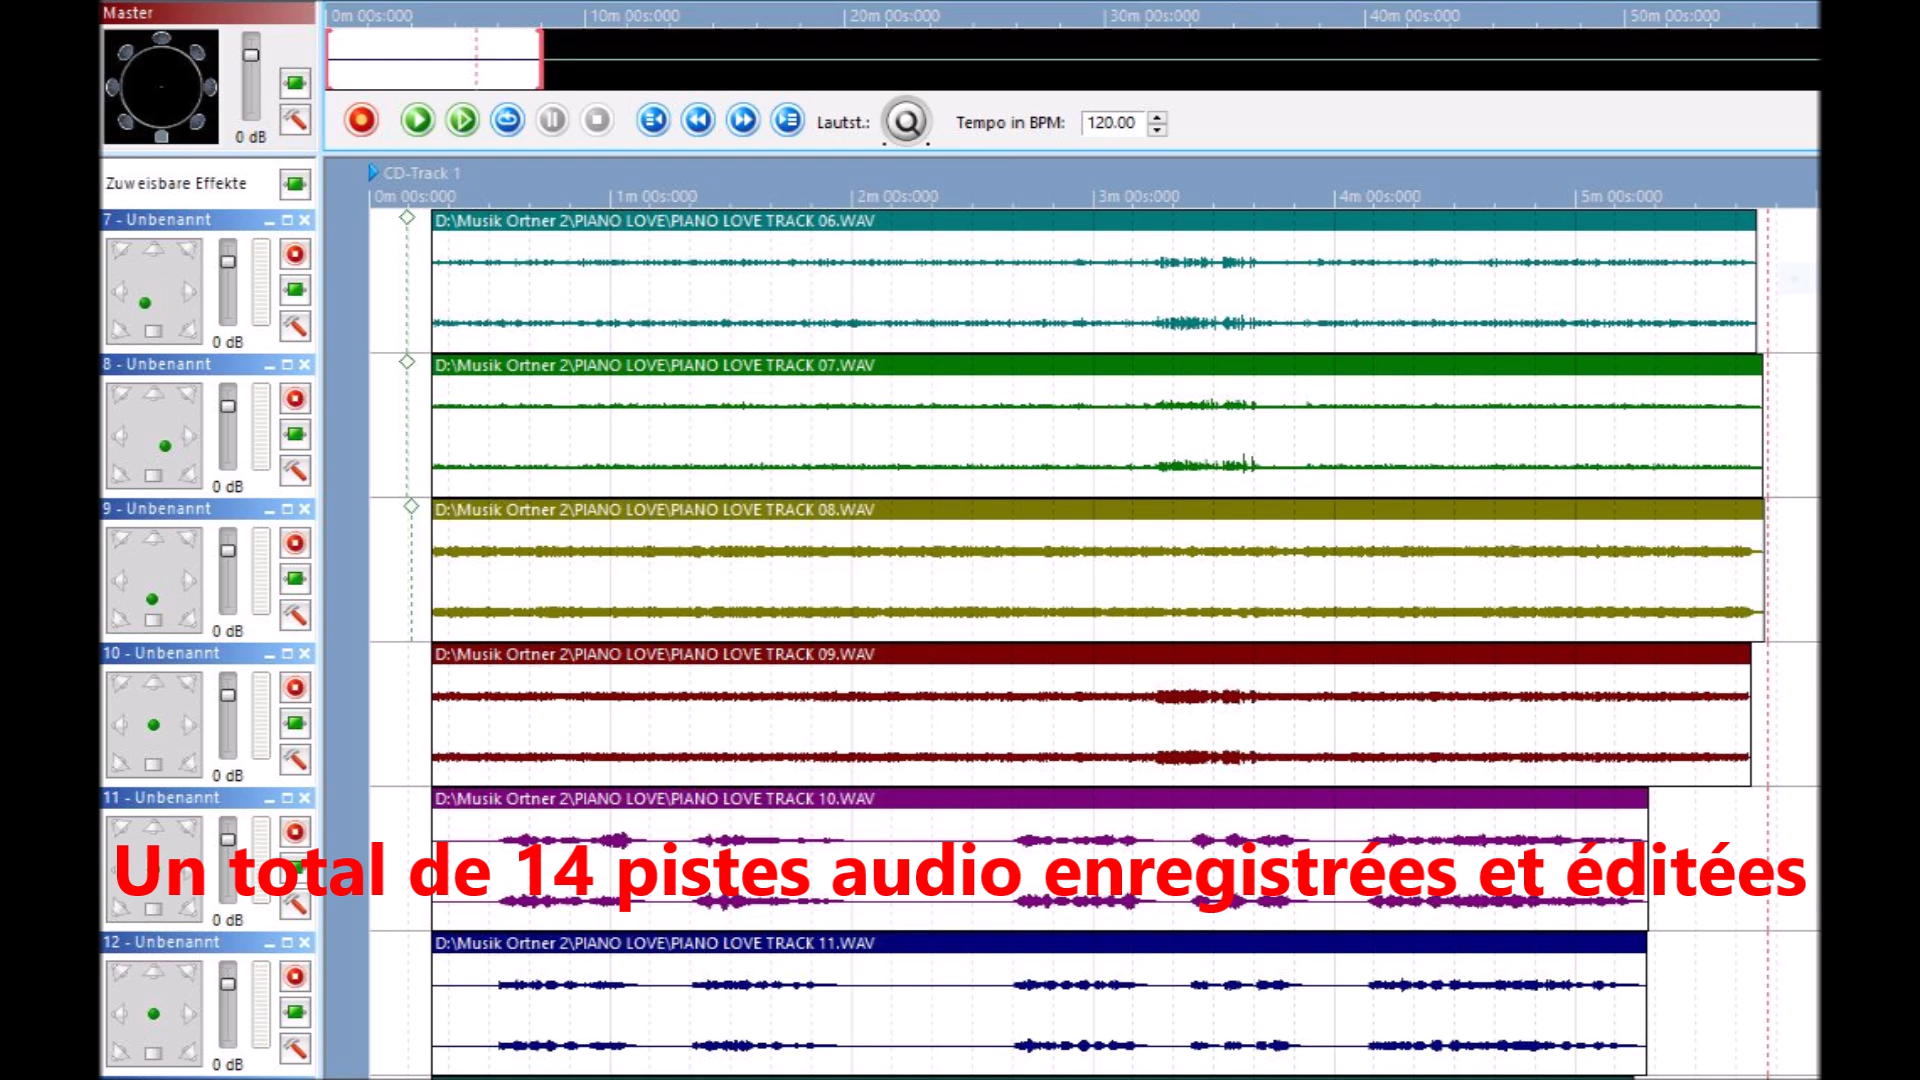 Master
0m 00s:000 10m 00s:000 20m 00s:000 30m 00s:000 40m 00s:000 50m 00s:000
0 dB
Lautst.: Tempo in BPM: 120.00
Zuweisbare Effekte
CD-Track 1
0m 00s:000 1m 00s:000 2m 00s:000 3m 00s:000 4m 00s:000 5m 00s:000
7 - Unbenannt
D:\Musik Ortner 2\PIANO LOVE\PIANO LOVE TRACK 06.WAV
0 dB
8 - Unbenannt
D:\Musik Ortner 2\PIANO LOVE\PIANO LOVE TRACK 07.WAV
0 dB
9 - Unbenannt
D:\Musik Ortner 2\PIANO LOVE\PIANO LOVE TRACK 08.WAV
0 dB
10 - Unbenannt
D:\Musik Ortner 2\PIANO LOVE\PIANO LOVE TRACK 09.WAV
0 dB
11 - Unbenannt
D:\Musik Ortner 2\PIANO LOVE\PIANO LOVE TRACK 10.WAV
Un total de 14 pistes audio enregistrées et éditées
0 dB
12 - Unbenannt
D:\Musik Ortner 2\PIANO LOVE\PIANO LOVE TRACK 11.WAV
0 dB